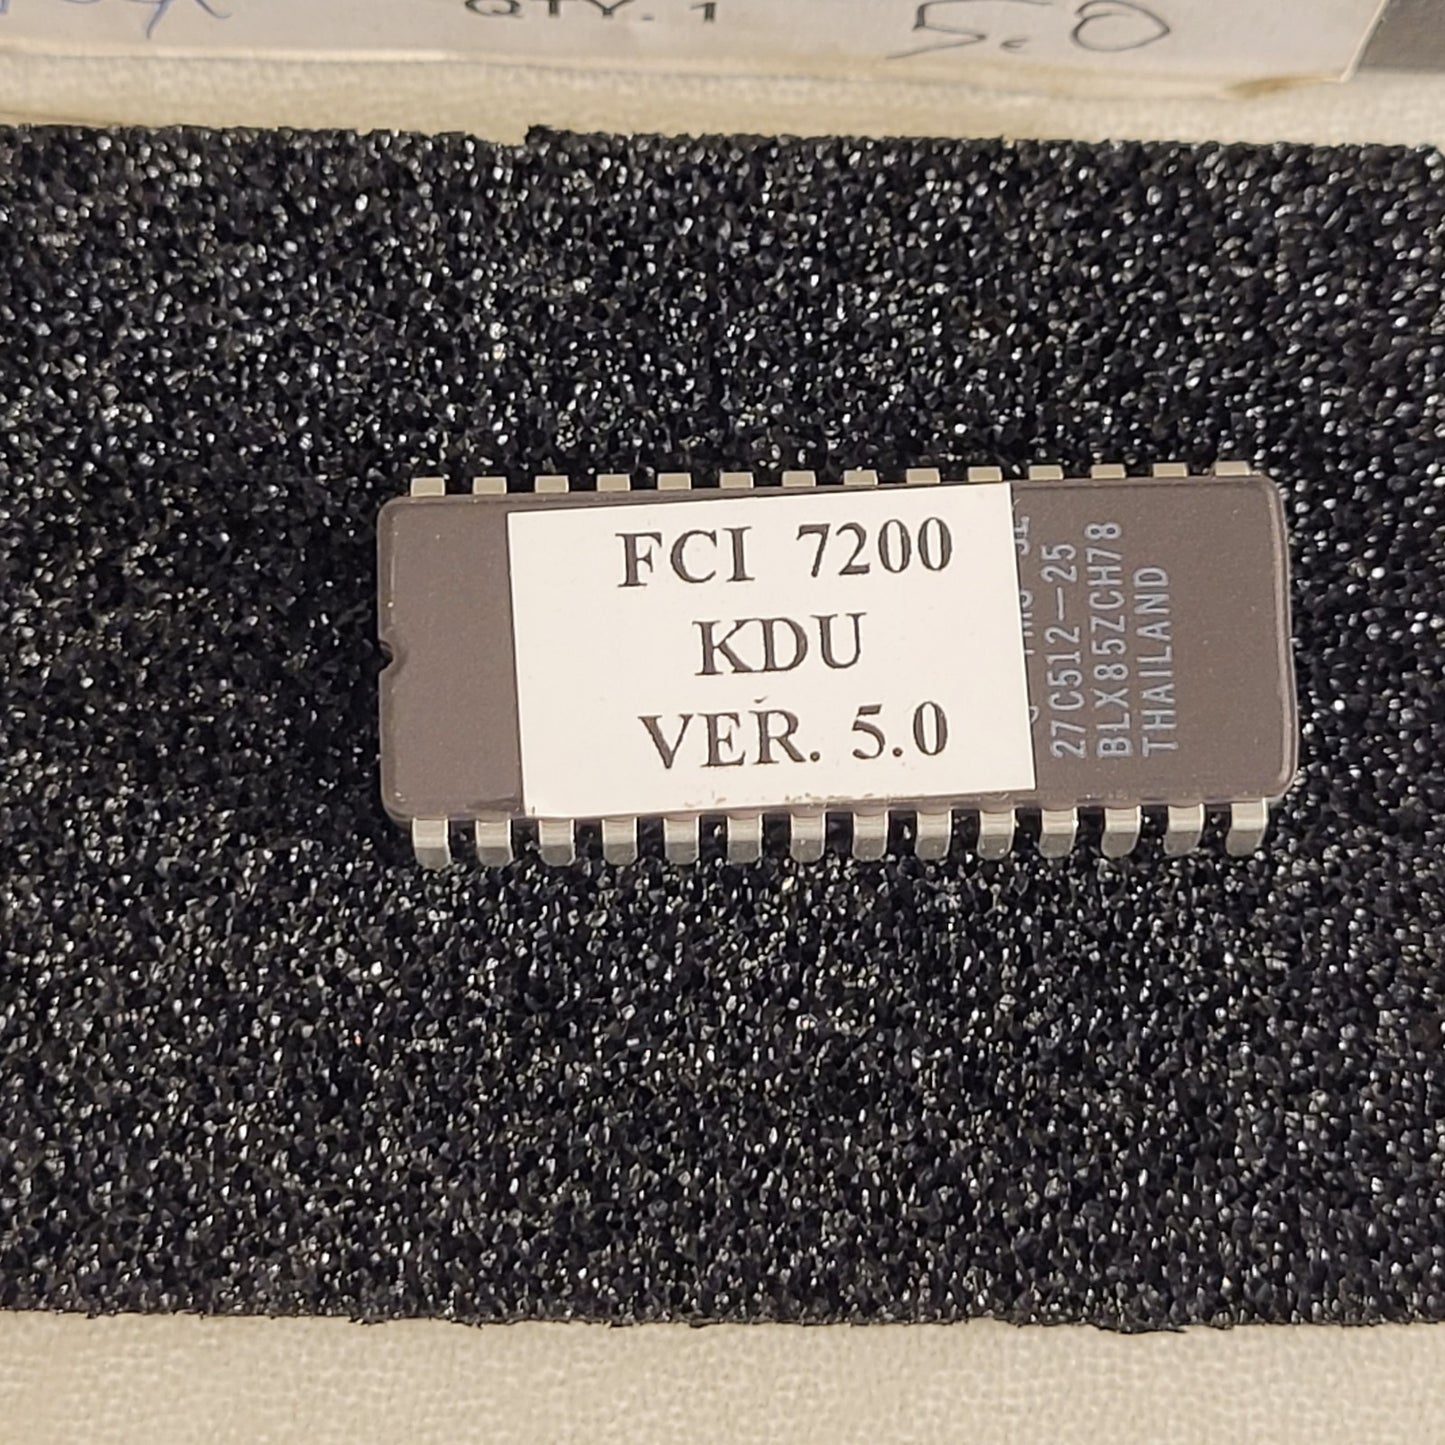 QTY. 1
5.0
FCI 7200
KDU
VER. 5.0
27C512-25
BLX85ZCH78
THAILAND